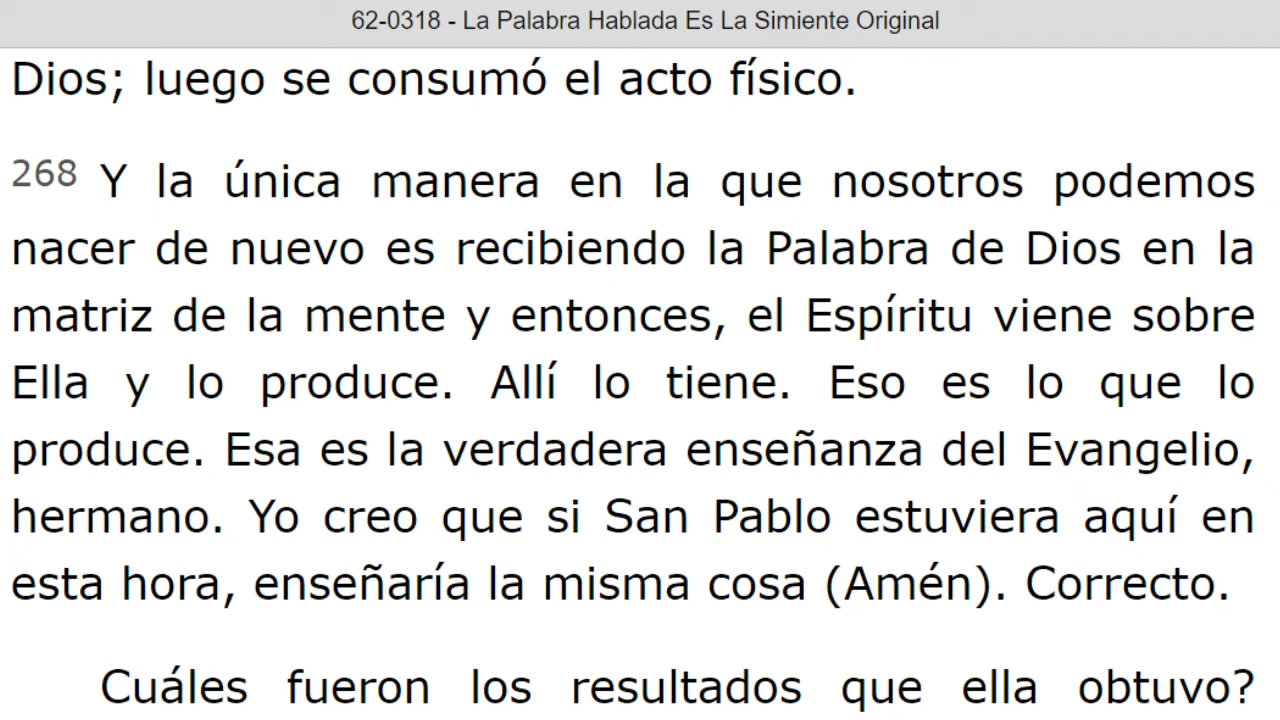 62-0318 - La Palabra Hablada Es La Simiente Original
Dios; luego se consumó el acto físico.
268 Y la única manera en la que nosotros podemos
nacer de nuevo es recibiendo la Palabra de Dios en la
matriz de la mente y entonces, el Espíritu viene sobre
Ella y lo produce. Allí lo tiene. Eso es lo que lo
produce. Esa es la verdadera enseñanza del Evangelio,
hermano. Yo creo que si San Pablo estuviera aquí en
esta hora, enseñaría la misma cosa (Amén). Correcto.
Cuáles fueron los resultados que ella obtuvo?